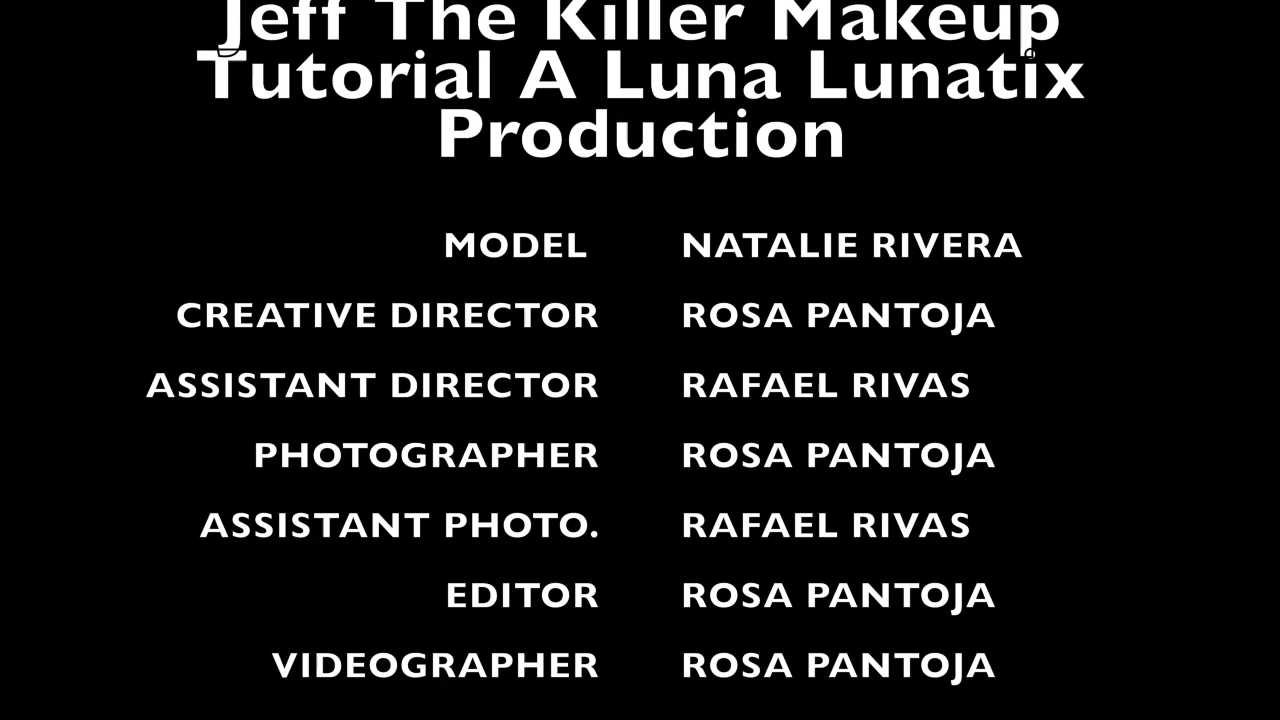 Jeff The Killer Makeup
Tutorial A Luna Lunatix
Production
MODEL NATALIE RIVERA
CREATIVE DIRECTOR ROSA PANTOJA
ASSISTANT DIRECTOR RAFAEL RIVAS
PHOTOGRAPHER ROSA PANTOJA
ASSISTANT PHOTO. RAFAEL RIVAS
EDITOR ROSA PANTOJA
VIDEOGRAPHER ROSA PANTOJA